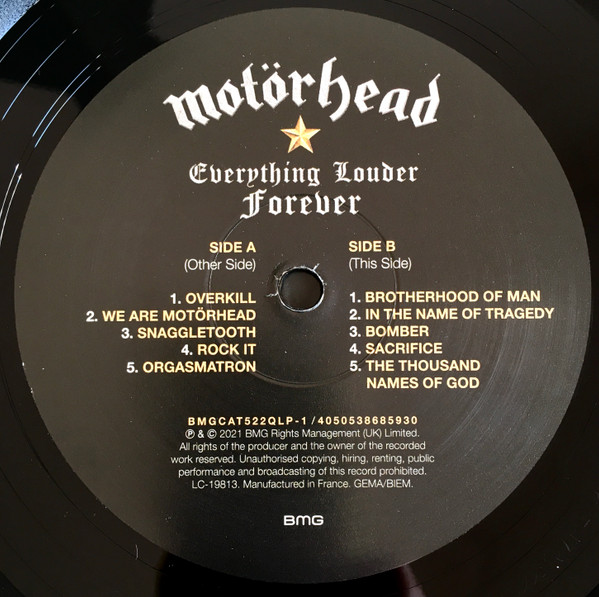 motörhead
Everything Louder
Forever
SIDE A
(Other Side)
1. OVERKILL
2. WE ARE MOTÖRHEAD
3. SNAGGLETOOTH
4. ROCK IT
5. ORGASMATRON
SIDE B
(This Side)
1. BROTHERHOOD OF MAN
2. IN THE NAME OF TRAGEDY
3. BOMBER
4. SACRIFICE
5. THE THOUSAND
NAMES OF GOD
BMGCAT522QLP-1 / 4050538685930
℗ & © 2021 BMG Rights Management (UK) Limited.
All rights of the producer and the owner of the recorded
work reserved. Unauthorised copying, hiring, renting, public
performance and broadcasting of this record prohibited.
LC-19813. Manufactured in France. GEMA/BIEM.
BMG